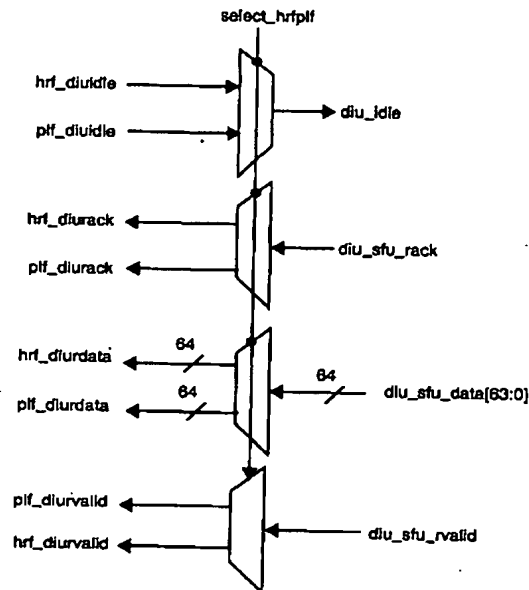 select_hrfplf
hrf_diuidle
plf_diuidle
diu_idle
hrf_diurack
plf_diurack
diu_sfu_rack
hrf_diurdata
64
plf_diurdata
64
64
diu_sfu_data[63:0]
plf_diurvalid
hrf_diurvalid
diu_sfu_rvalid